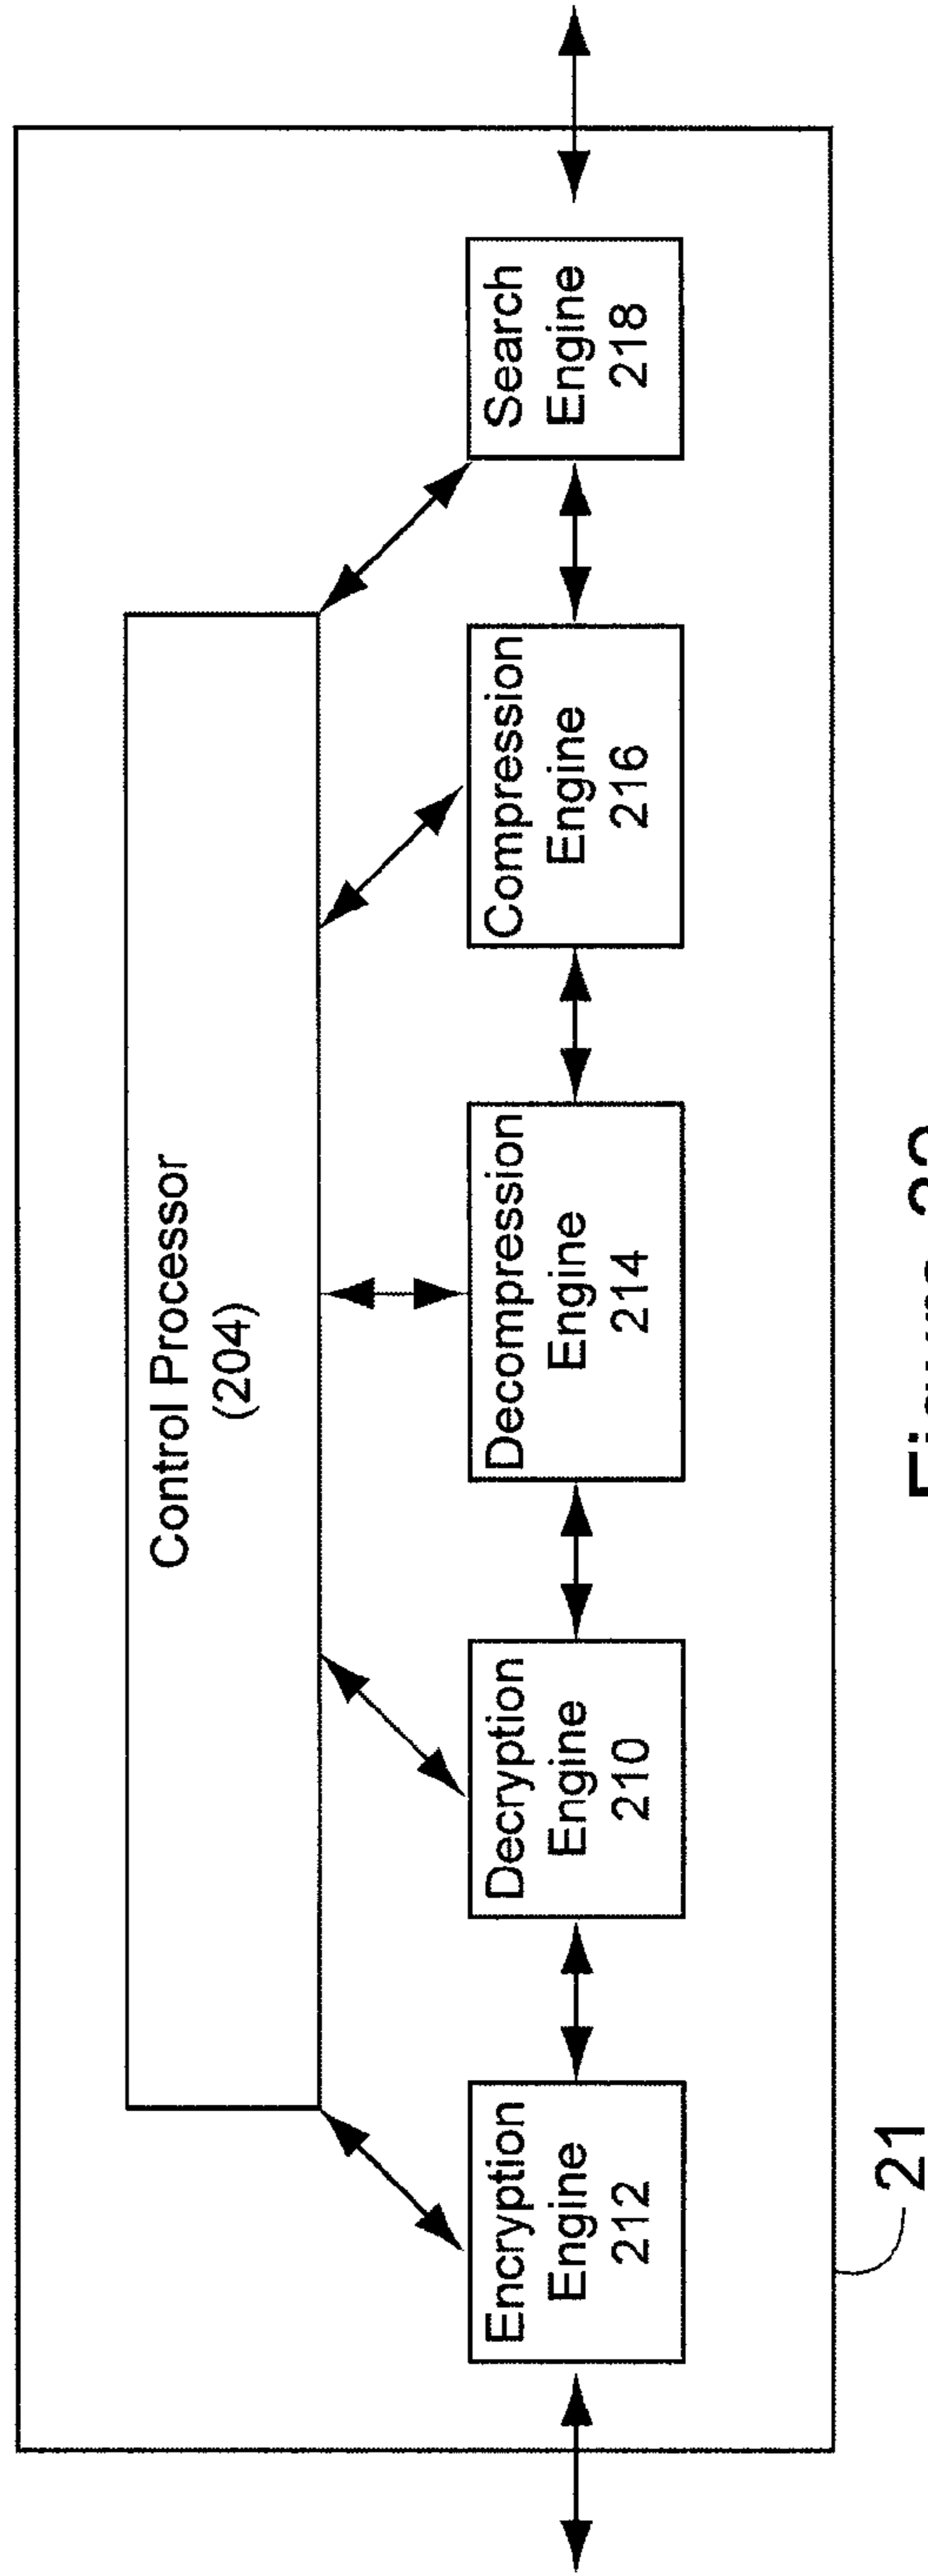 Control Processor
(204)
Encryption
Engine
212
Decryption
Engine
210
Decompression
Engine
214
Compression
Engine
216
Search
Engine
218
21